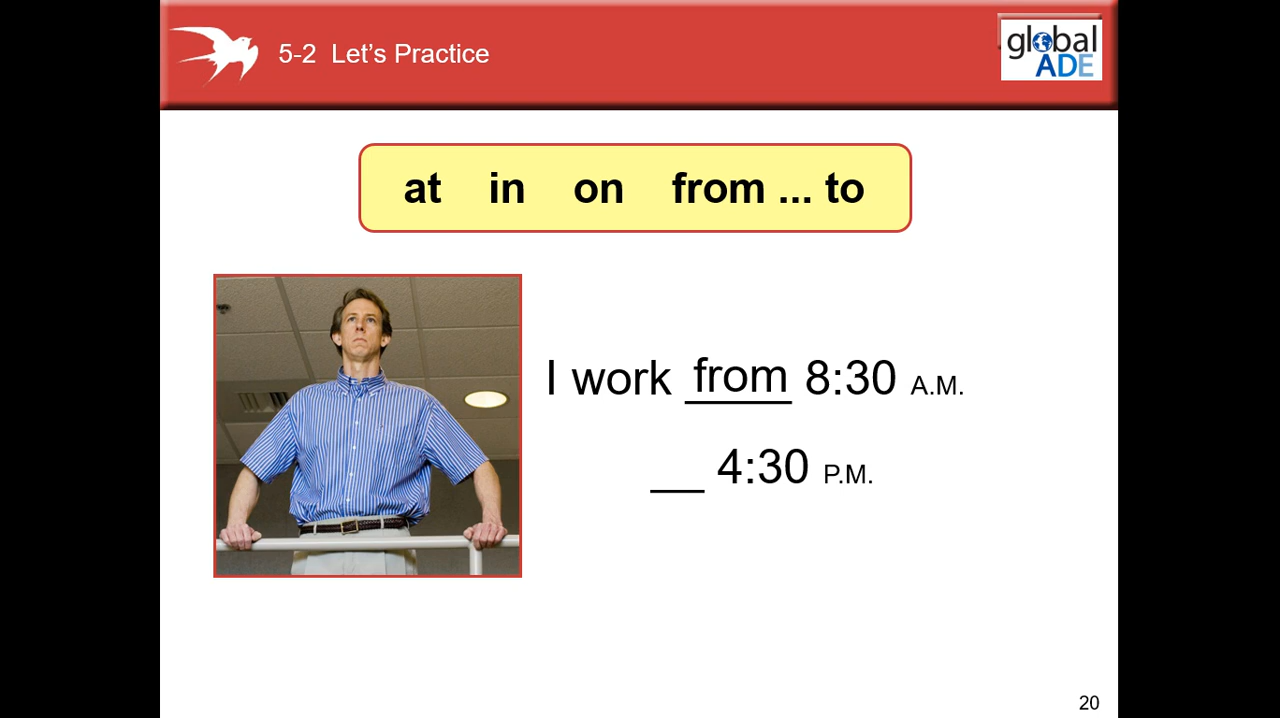 5-2 Let’s Practice
global
ADE
at in on from ... to
I work from 8:30 A.M.
__ 4:30 P.M.
20